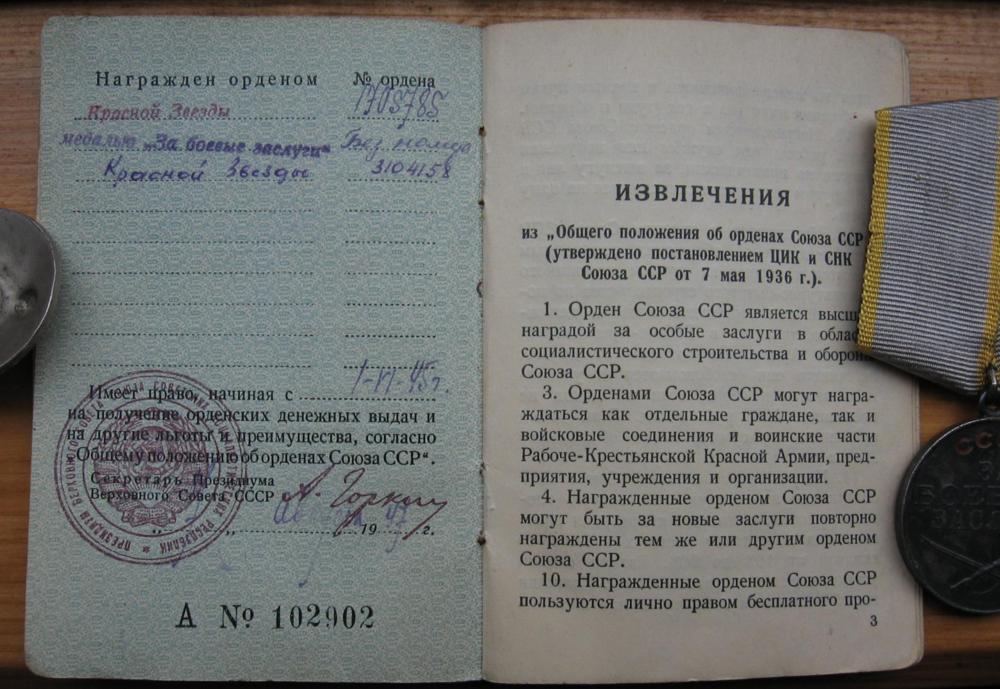 Награжден орденом № ордена
Красной Звезды 1705785
медалью „За боевые заслуги“ Без номера
Красной Звезды 3104158
Имеет право, начиная с 1-VI-45г
на получение орденских денежных выдач и
на другие льготы и преимущества, согласно
„Общему положению об орденах Союза ССР“.
Секретарь Президиума
Верховного Совета СССР А. Горкин
19 г.
А № 102902
ИЗВЛЕЧЕНИЯ
из „Общего положения об орденах Союза ССР
(утверждено постановлением ЦИК и СНК
Союза ССР от 7 мая 1936 г.).
1. Орден Союза ССР является высш
наградой за особые заслуги в облас
социалистического строительства и оборон
Союза ССР.
3. Орденами Союза ССР могут награ-
ждаться как отдельные граждане, так и
войсковые соединения и воинские части
Рабоче-Крестьянской Красной Армии, пред-
приятия, учреждения и организации.
4. Награжденные орденом Союза ССР
могут быть за новые заслуги повторно
награждены тем же или другим орденом
Союза ССР.
10. Награжденные орденом Союза ССР
пользуются лично правом бесплатного про-
3